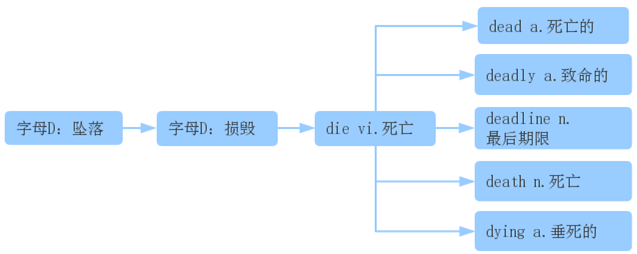 字母D：坠落
字母D：损毁
die vi.死亡
dead a.死亡的
deadly a.致命的
deadline n.
最后期限
death n.死亡
dying a.垂死的